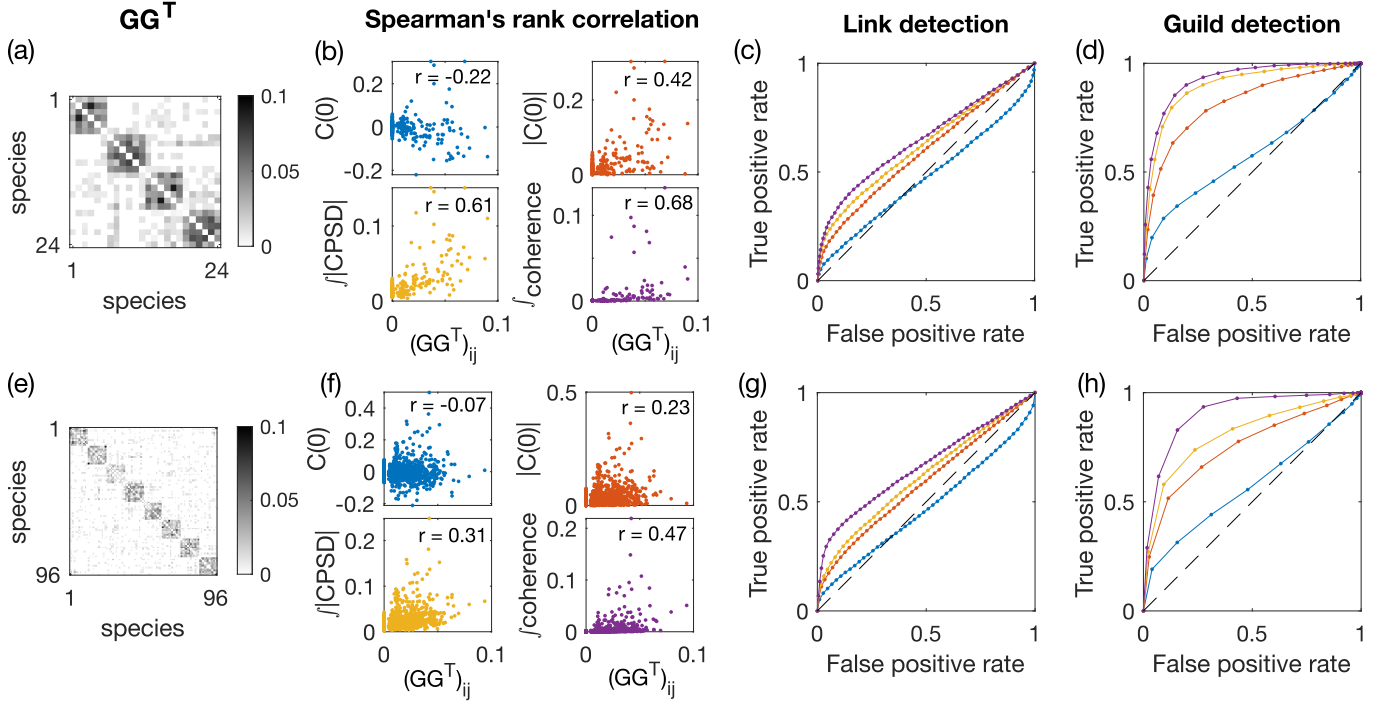 GG^T
Spearman's rank correlation
Link detection
Guild detection
(a)
1
species
24
1
24
species
0.1
0.05
0
(b)
C(0)
0.2
0
-0.2
r = -0.22
|C(0)|
0.2
0
r = 0.42
∫|CPSD|
0.1
0
r = 0.61
0
0.1
(GG^T)_ij
∫coherence
0.1
0
r = 0.68
0
0.1
(GG^T)_ij
(c)
True positive rate
1
0.5
0
0
0.5
1
False positive rate
(d)
True positive rate
1
0.5
0
0
0.5
1
False positive rate
(e)
1
species
96
1
96
species
0.1
0.05
0
(f)
C(0)
0.4
0.2
0
-0.2
r = -0.07
|C(0)|
0.5
0
r = 0.23
∫|CPSD|
0.2
0.1
0
r = 0.31
0
0.1
(GG^T)_ij
∫coherence
0.2
0.1
0
r = 0.47
0
0.1
(GG^T)_ij
(g)
True positive rate
1
0.5
0
0
0.5
1
False positive rate
(h)
True positive rate
1
0.5
0
0
0.5
1
False positive rate